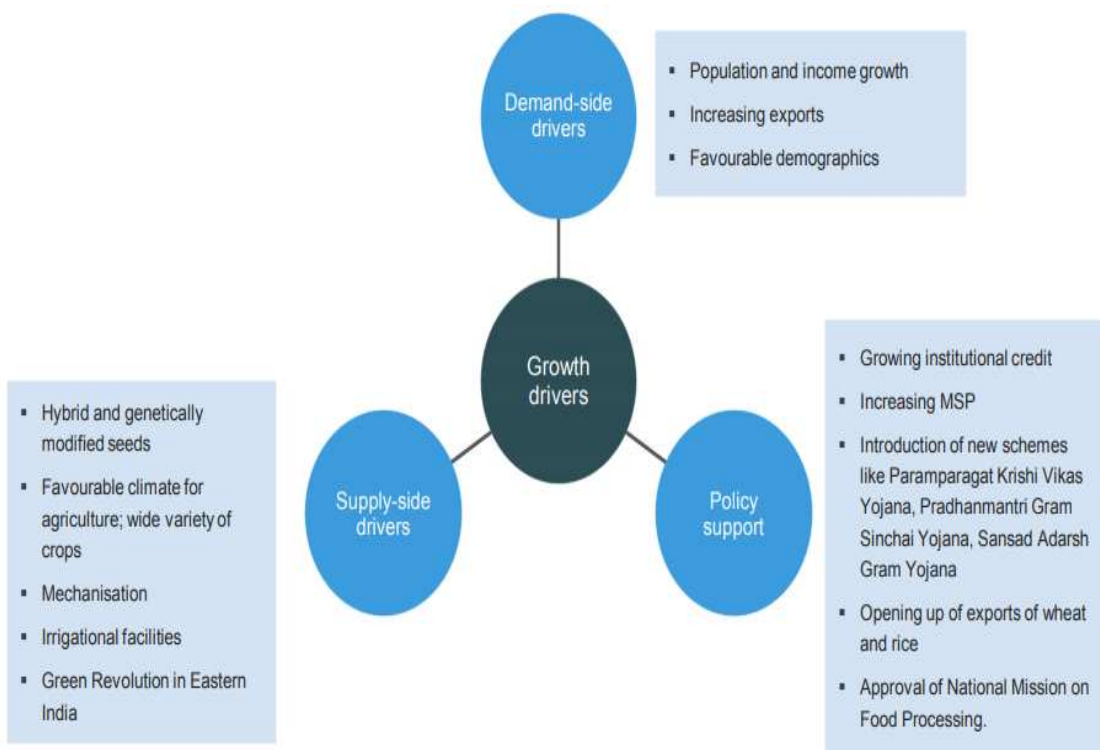 Demand-side
drivers
▪ Population and income growth
▪ Increasing exports
▪ Favourable demographics
Growth
drivers
Supply-side
drivers
▪ Hybrid and genetically
modified seeds
▪ Favourable climate for
agriculture; wide variety of
crops
▪ Mechanisation
▪ Irrigational facilities
▪ Green Revolution in Eastern
India
Policy
support
▪ Growing institutional credit
▪ Increasing MSP
▪ Introduction of new schemes
like Paramparagat Krishi Vikas
Yojana, Pradhanmantri Gram
Sinchai Yojana, Sansad Adarsh
Gram Yojana
▪ Opening up of exports of wheat
and rice
▪ Approval of National Mission on
Food Processing.